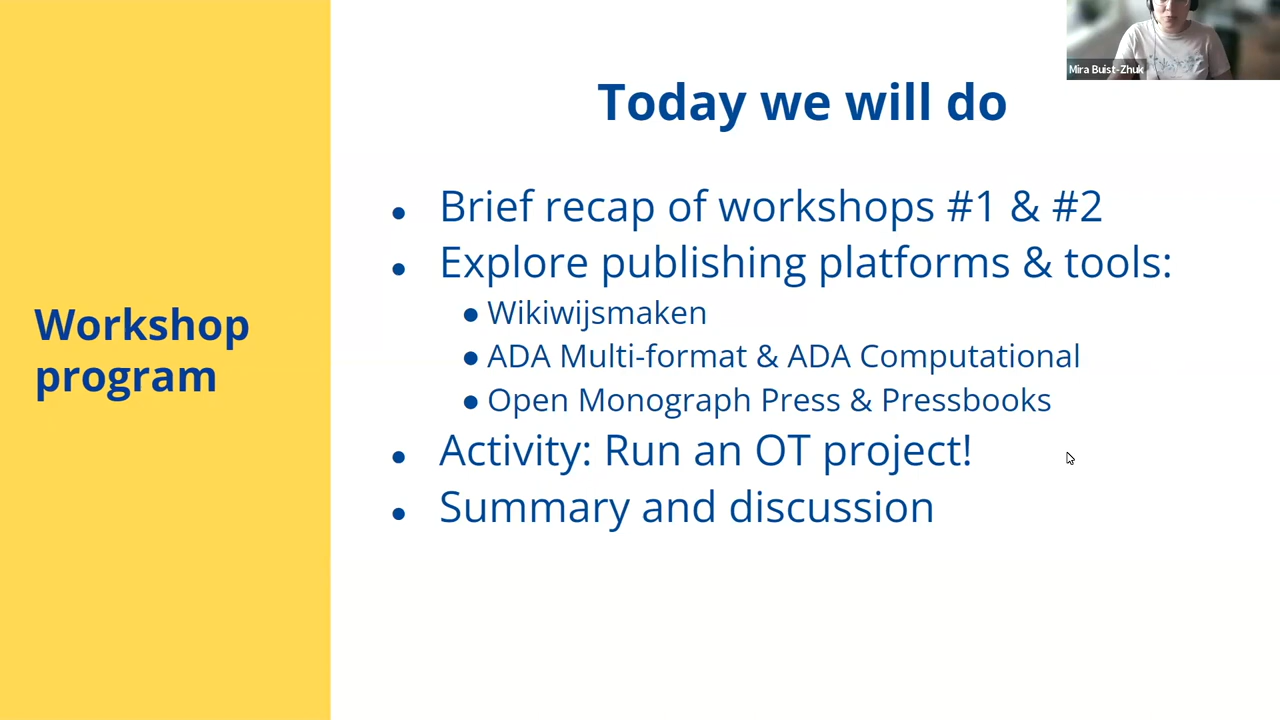 Mira Buist-Zhuk
Today we will do
Workshop
program
• Brief recap of workshops #1 & #2
• Explore publishing platforms & tools:
• Wikiwijsmaken
• ADA Multi-format & ADA Computational
• Open Monograph Press & Pressbooks
• Activity: Run an OT project!
• Summary and discussion